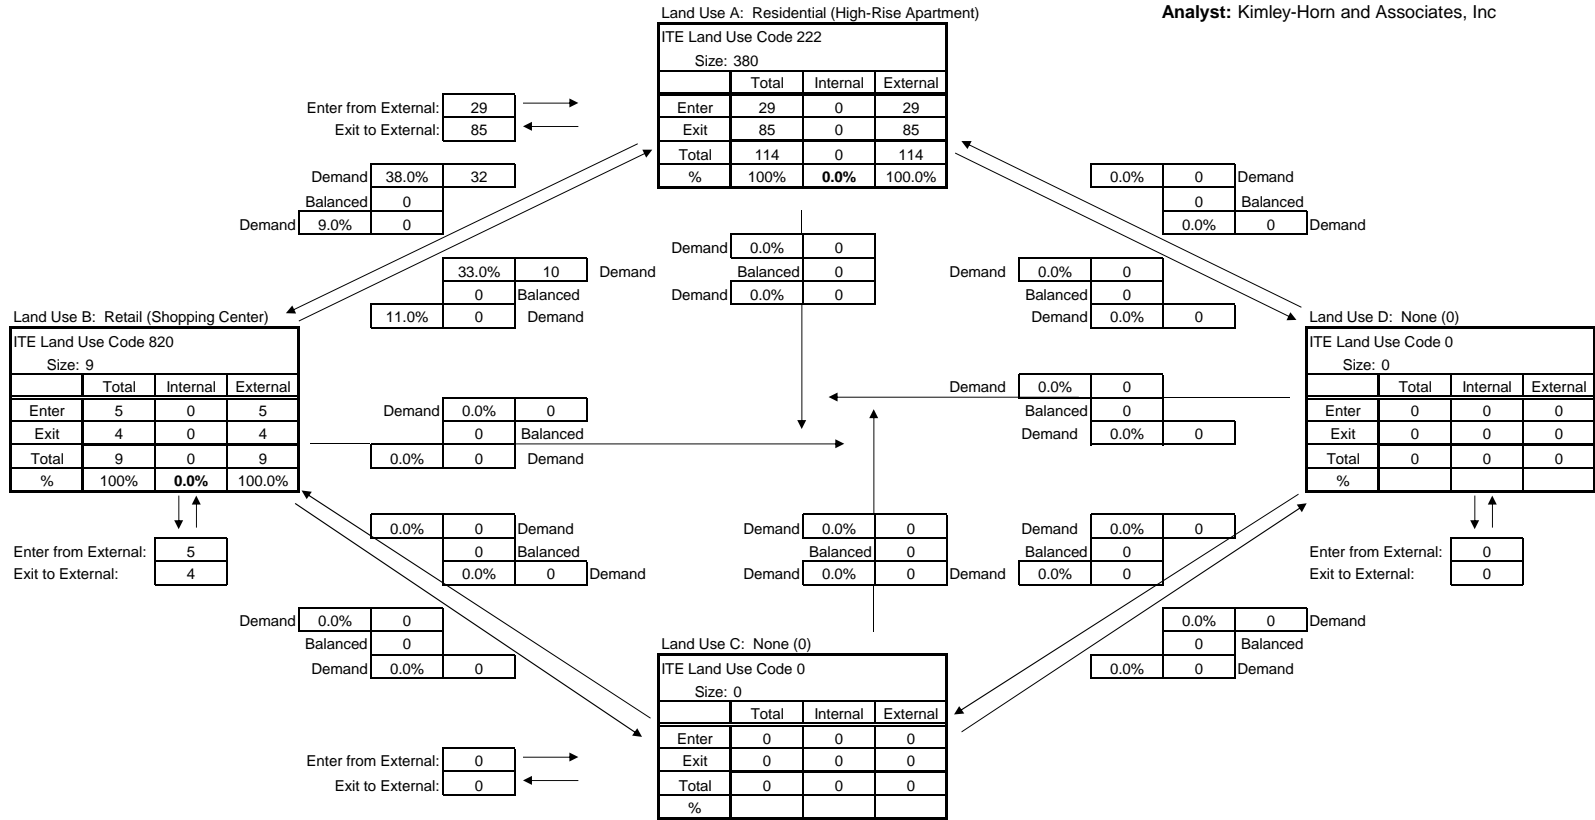 Land Use A: Residential (High-Rise Apartment)
Analyst: Kimley-Horn and Associates, Inc
ITE Land Use Code 222
Size: 380
Total Internal External
Enter 29 0 29
Exit 85 0 85
Total 114 0 114
% 100% 0.0% 100.0%
Enter from External: 29
Exit to External: 85
Demand 38.0% 32
Balanced 0
Demand 9.0% 0
0.0% 0 Demand
0 Balanced
0.0% 0 Demand
Demand 0.0% 0
Balanced 0
Demand 0.0% 0
33.0% 10 Demand
0 Balanced
11.0% 0 Demand
Demand 0.0% 0
Balanced 0
Demand 0.0% 0
Land Use B: Retail (Shopping Center)
ITE Land Use Code 820
Size: 9
Total Internal External
Enter 5 0 5
Exit 4 0 4
Total 9 0 9
% 100% 0.0% 100.0%
Enter from External: 5
Exit to External: 4
Demand 0.0% 0
0 Balanced
0.0% 0 Demand
Demand 0.0% 0
Balanced 0
Demand 0.0% 0
Land Use D: None (0)
ITE Land Use Code 0
Size: 0
Total Internal External
Enter 0 0 0
Exit 0 0 0
Total 0 0 0
%
Enter from External: 0
Exit to External: 0
0.0% 0 Demand
0 Balanced
0.0% 0 Demand
Demand 0.0% 0
Balanced 0
Demand 0.0% 0
Demand 0.0% 0
Balanced 0
Demand 0.0% 0
Demand 0.0% 0
Balanced 0
Demand 0.0% 0
0.0% 0 Demand
0 Balanced
0.0% 0 Demand
Land Use C: None (0)
ITE Land Use Code 0
Size: 0
Total Internal External
Enter 0 0 0
Exit 0 0 0
Total 0 0 0
%
Enter from External: 0
Exit to External: 0